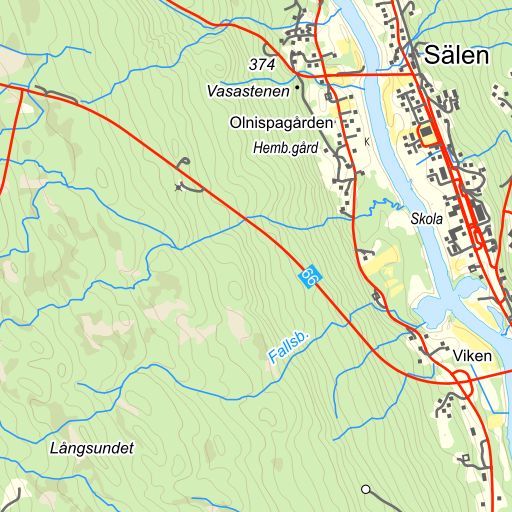 Sälen
374
Vasastenen
Olnispagården
Hemb.gård
K
Skola
66
Fallsb.
Viken
Långsundet